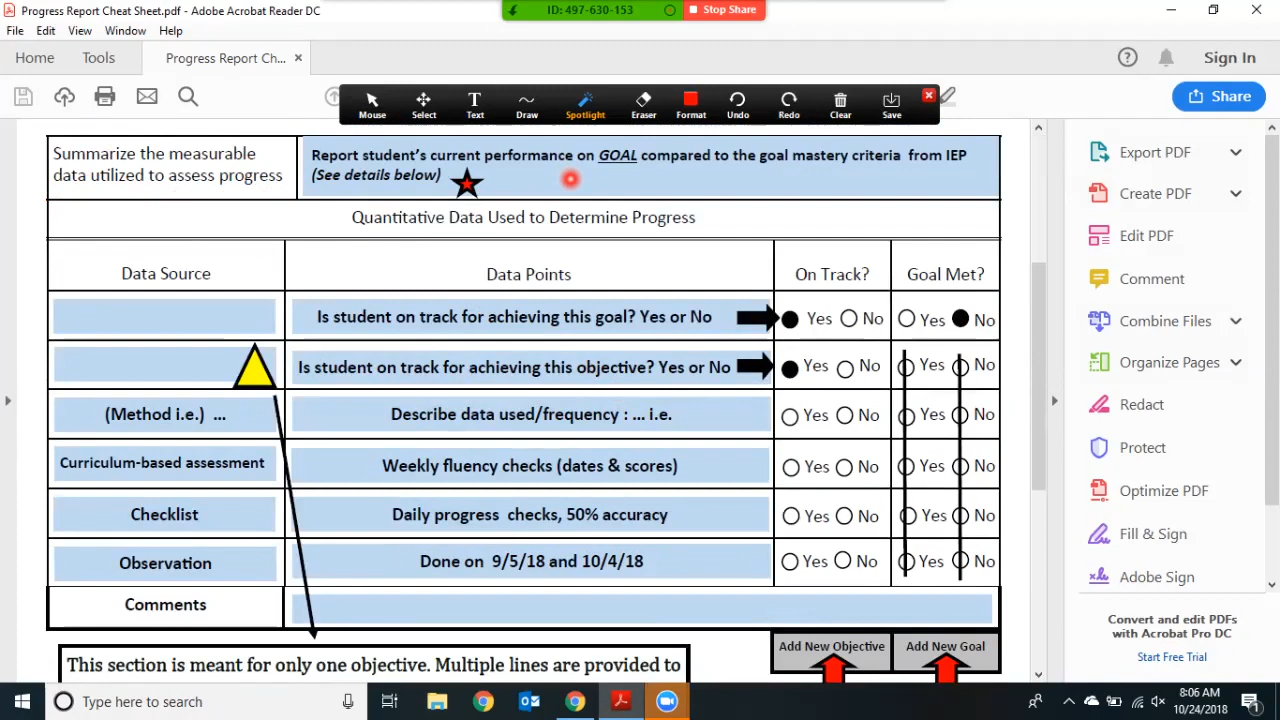 Progress Report Cheat Sheet.pdf - Adobe Acrobat Reader DC
ID: 497-630-153
Stop Share
File Edit View Window Help
Home Tools Progress Report Ch... ×
Sign In
Share
Mouse Select Text Draw Spotlight Eraser Format Undo Redo Clear Save
Summarize the measurable
data utilized to assess progress
Report student's current performance on GOAL compared to the goal mastery criteria from IEP
(See details below)
Quantitative Data Used to Determine Progress
Data Source Data Points On Track? Goal Met?
Is student on track for achieving this goal? Yes or No Yes No Yes No
Is student on track for achieving this objective? Yes or No Yes No Yes No
(Method i.e.) ... Describe data used/frequency : ... i.e. Yes No Yes No
Curriculum-based assessment Weekly fluency checks (dates & scores) Yes No Yes No
Checklist Daily progress checks, 50% accuracy Yes No Yes No
Observation Done on 9/5/18 and 10/4/18 Yes No Yes No
Comments
Add New Objective Add New Goal
This section is meant for only one objective. Multiple lines are provided to
Export PDF
Create PDF
Edit PDF
Comment
Combine Files
Organize Pages
Redact
Protect
Optimize PDF
Fill & Sign
Adobe Sign
Convert and edit PDFs
with Acrobat Pro DC
Start Free Trial
Type here to search
8:06 AM
10/24/2018
1